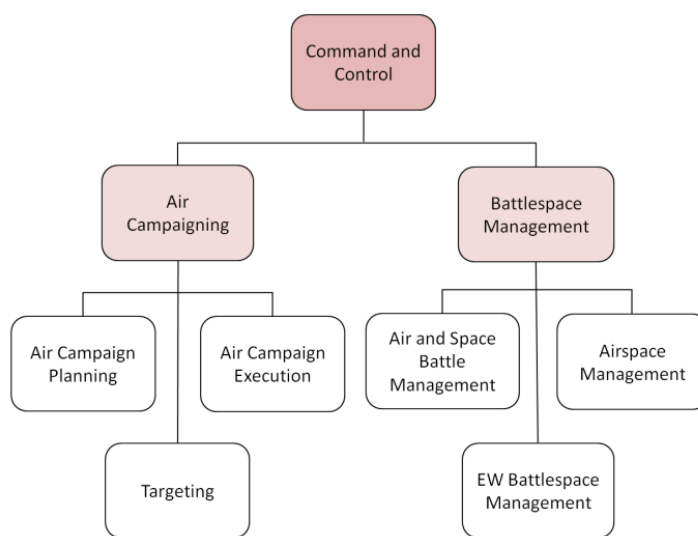 Command and
Control
Air
Campaigning
Battlespace
Management
Air Campaign
Planning
Air Campaign
Execution
Air and Space
Battle
Management
Airspace
Management
Targeting
EW Battlespace
Management